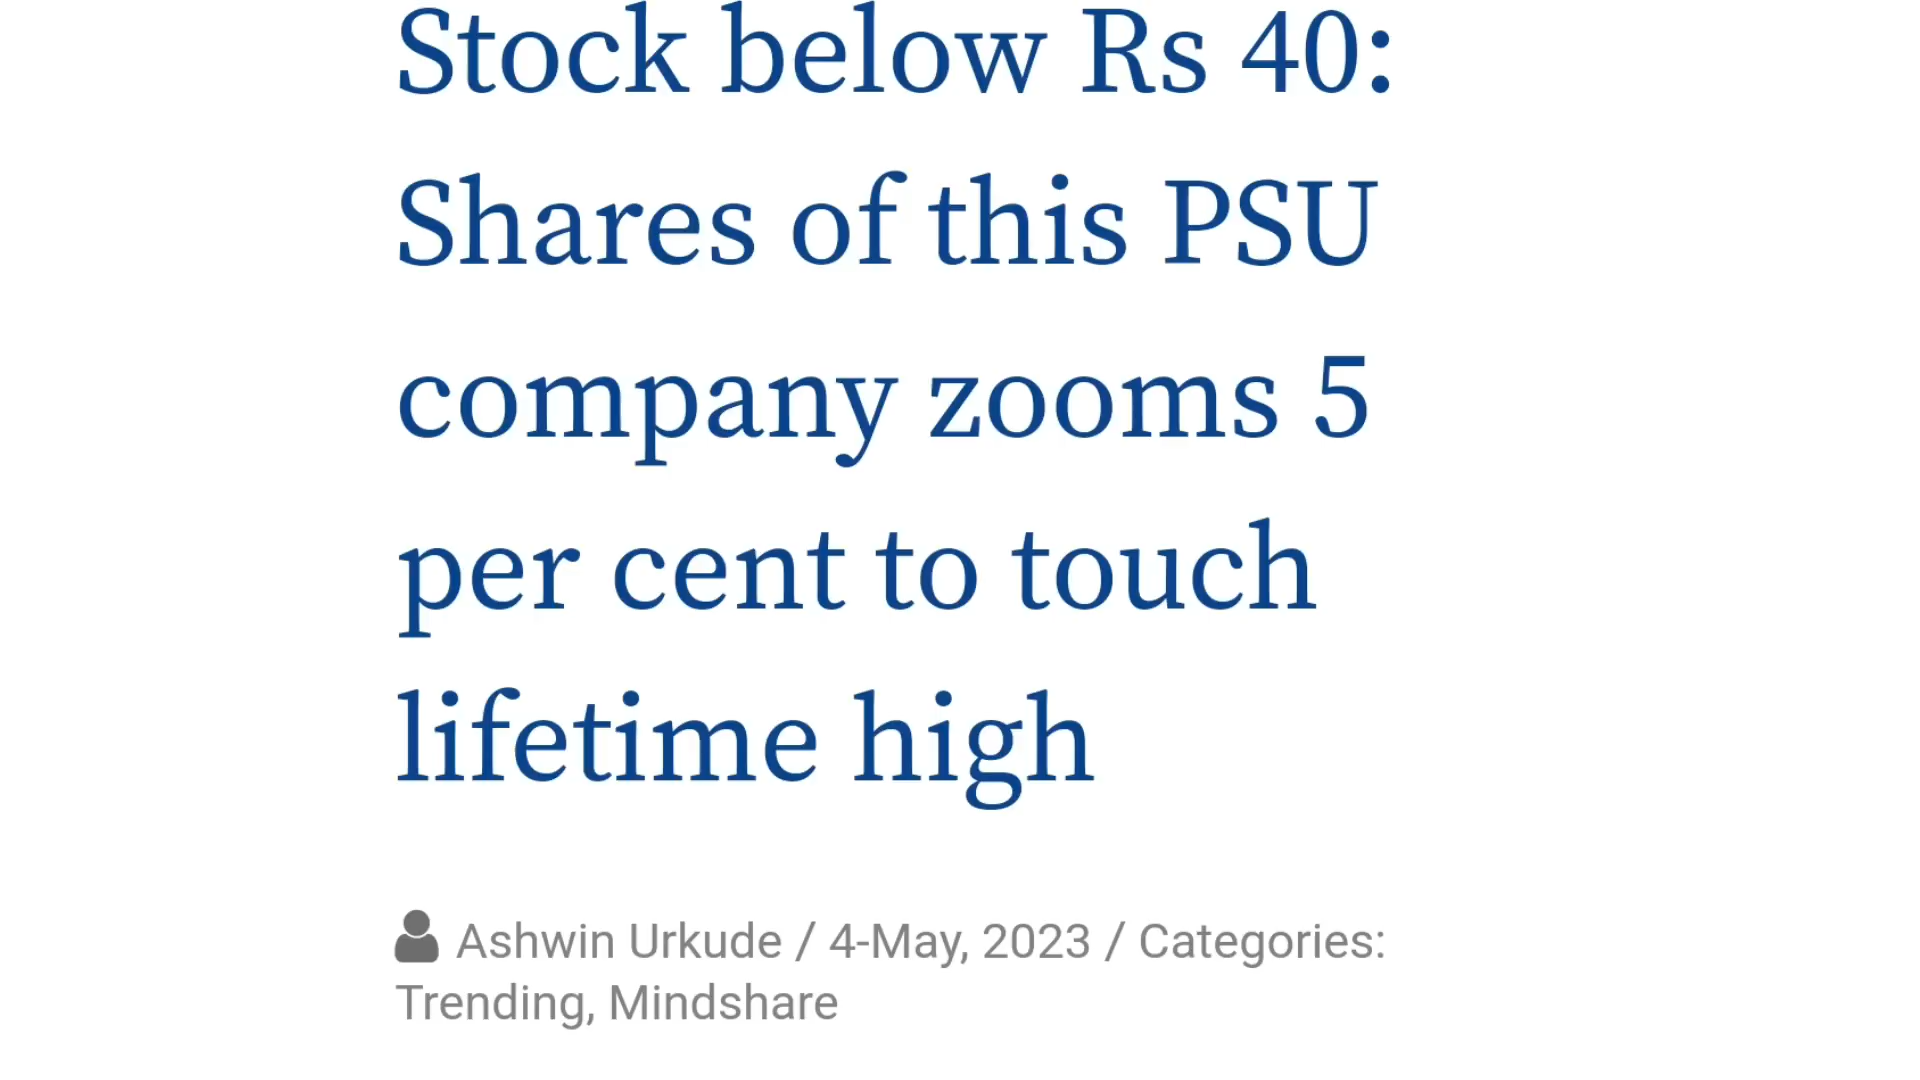 Stock below Rs 40:
Shares of this PSU
company zooms 5
per cent to touch
lifetime high
Ashwin Urkude / 4-May, 2023 / Categories:
Trending, Mindshare